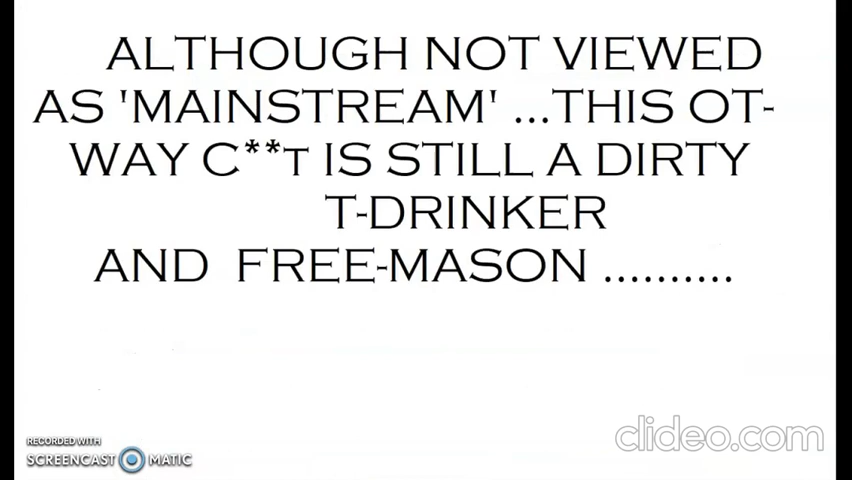 ALTHOUGH NOT VIEWED
AS 'MAINSTREAM' ...THIS OT-
WAY C**T IS STILL A DIRTY
T-DRINKER
AND FREE-MASON ..........
RECORDED WITH
SCREENCAST MATIC
clideo.com